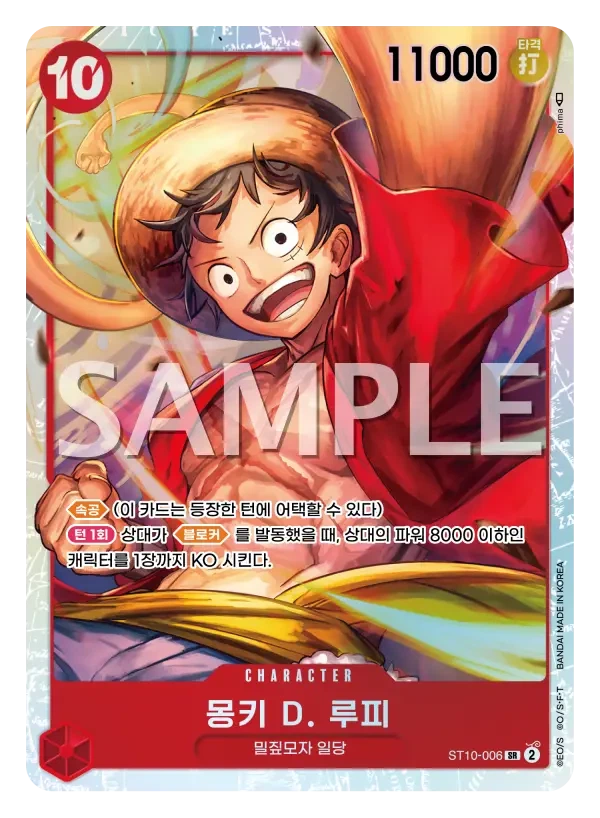 10
11000
타격
打
phima
SAMPLE
속공 (이 카드는 등장한 턴에 어택할 수 있다)
턴 1회 상대가 블로커 를 발동했을 때, 상대의 파워 8000 이하인
캐릭터를 1장까지 KO 시킨다.
CHARACTER
몽키 D. 루피
밀짚모자 일당
ST10-006 SR 2
©EO/S ©O/S·F·T BANDAI MADE IN KOREA